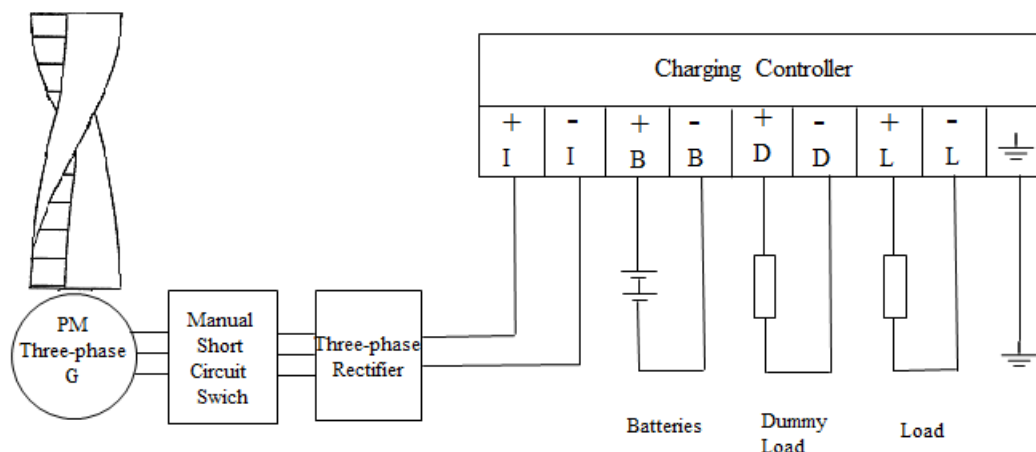 Charging Controller
+ - + - + - + -
I I B B D D L L
PM
Three-phase
G
Manual
Short
Circuit
Swich
Three-phase
Rectifier
Batteries
Dummy
Load
Load